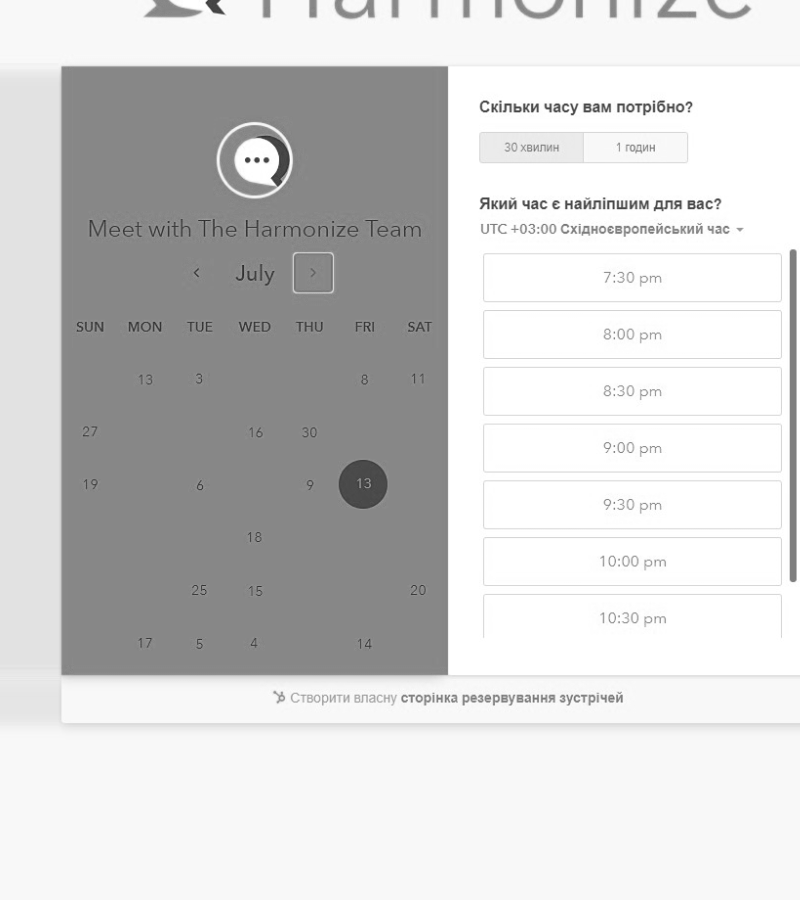 Harmonize
Meet with The Harmonize Team
July
SUN MON TUE WED THU FRI SAT
13 3 8 11
27 16 30
19 6 9 13
18
25 15 20
17 5 4 14
Скільки часу вам потрібно?
30 хвилин 1 годин
Який час є найліпшим для вас?
UTC +03:00 Східноєвропейський час
7:30 pm
8:00 pm
8:30 pm
9:00 pm
9:30 pm
10:00 pm
10:30 pm
Створити власну сторінка резервування зустрічей